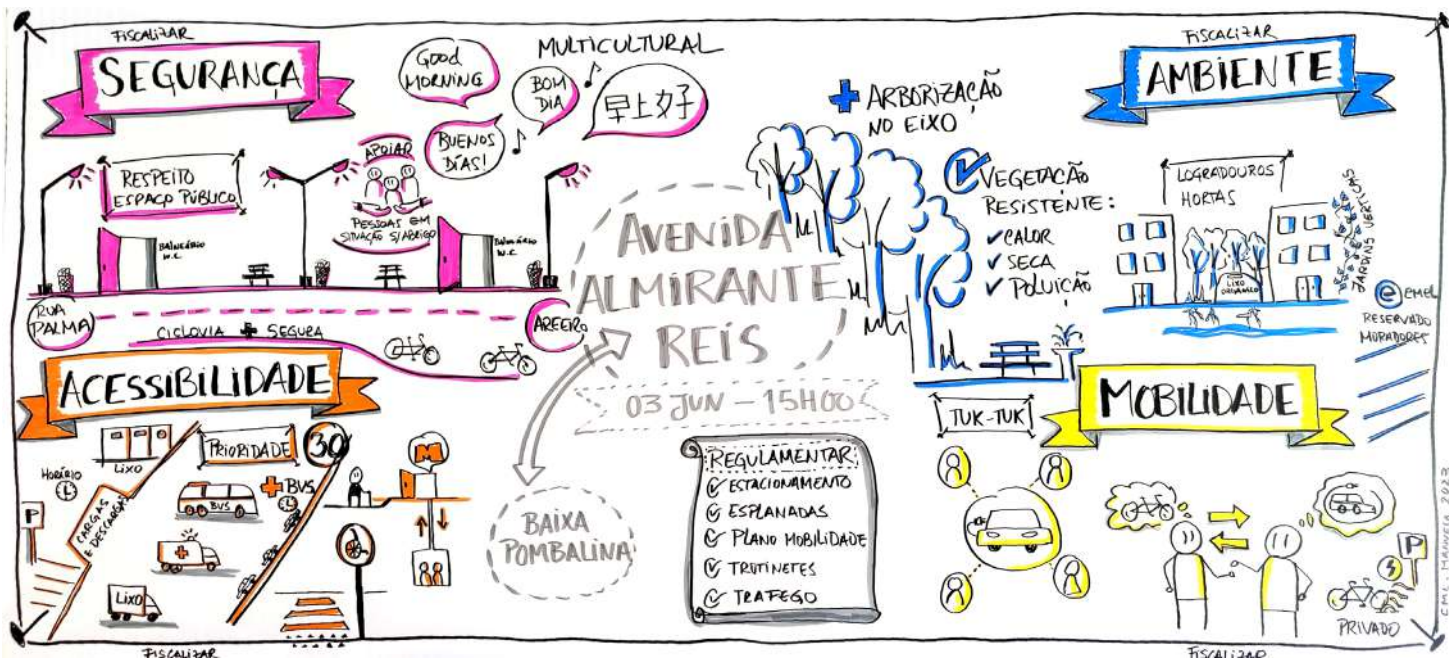 FISCALIZAR
SEGURANÇA
MULTICULTURAL
GOOD
MORNING
BOM
DIA
早上好
BUENOS
DÍAS!
APOIAR
PESSOAS EM
SITUAÇÃO S/ABRIGO
RESPEITO
ESPAÇO PÚBLICO
BALNEÁRIO
W.C
BALNEÁRIO
W.C
RUA
PALMA
AREEIRO
CICLOVIA + SEGURA
AVENIDA
ALMIRANTE
REIS
03 JUN - 15H00
BAIXA
POMBALINA
FISCALIZAR
AMBIENTE
+ ARBORIZAÇÃO
NO EIXO
VEGETAÇÃO
RESISTENTE:
✓ CALOR
✓ SECA
✓ POLUIÇÃO
LOGRADOUROS
HORTAS
LIXO
ORGÂNICO
JARDINS VERTICAIS
e EMEL
RESERVADO
MORADORES
ACESSIBILIDADE
LIXO
HORÁRIO
P
CARGAS
E DESCARGAS
PRIORIDADE
30
+ BUS
BUS
LIXO
M
REGULAMENTAR
✓ ESTACIONAMENTO
✓ ESPLANADAS
✓ PLANO MOBILIDADE
✓ TROTINETES
✓ TRAFEGO
MOBILIDADE
TUK-TUK
P
PRIVADO
FISCALIZAR
FISCALIZAR